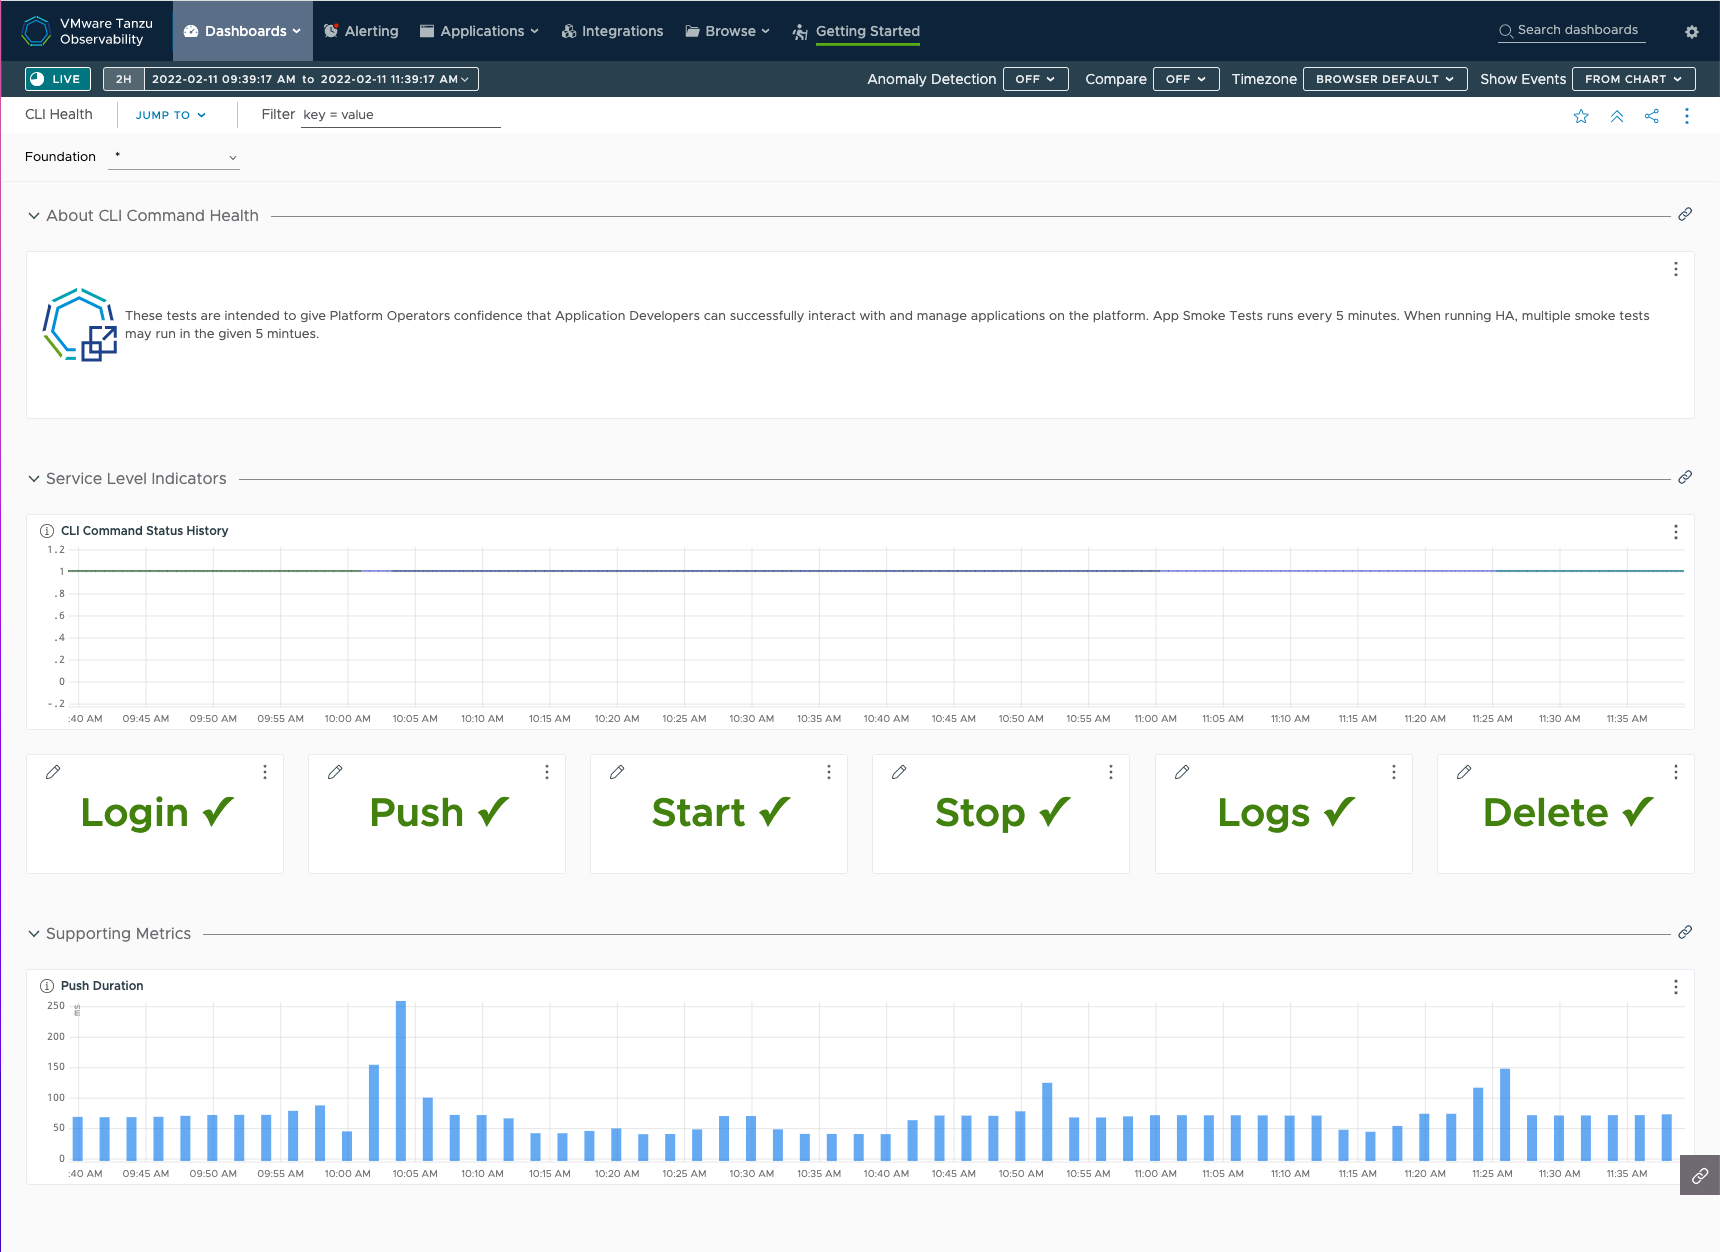 VMware Tanzu
Observability
Dashboards
Alerting
Applications
Integrations
Browse
Getting Started
Search dashboards
LIVE
2H
2022-02-11 09:39:17 AM to 2022-02-11 11:39:17 AM
Anomaly Detection
OFF
Compare
OFF
Timezone
BROWSER DEFAULT
Show Events
FROM CHART
CLI Health
JUMP TO
Filter
key = value
Foundation
*
About CLI Command Health
These tests are intended to give Platform Operators confidence that Application Developers can successfully interact with and manage applications on the platform. App Smoke Tests runs every 5 minutes. When running HA, multiple smoke tests
may run in the given 5 mintues.
Service Level Indicators
CLI Command Status History
1.2
1
.8
.6
.4
.2
0
-.2
:40 AM 09:45 AM 09:50 AM 09:55 AM 10:00 AM 10:05 AM 10:10 AM 10:15 AM 10:20 AM 10:25 AM 10:30 AM 10:35 AM 10:40 AM 10:45 AM 10:50 AM 10:55 AM 11:00 AM 11:05 AM 11:10 AM 11:15 AM 11:20 AM 11:25 AM 11:30 AM 11:35 AM
Login ✓
Push ✓
Start ✓
Stop ✓
Logs ✓
Delete ✓
Supporting Metrics
Push Duration
ms
250
200
150
100
50
0
:40 AM 09:45 AM 09:50 AM 09:55 AM 10:00 AM 10:05 AM 10:10 AM 10:15 AM 10:20 AM 10:25 AM 10:30 AM 10:35 AM 10:40 AM 10:45 AM 10:50 AM 10:55 AM 11:00 AM 11:05 AM 11:10 AM 11:15 AM 11:20 AM 11:25 AM 11:30 AM 11:35 AM